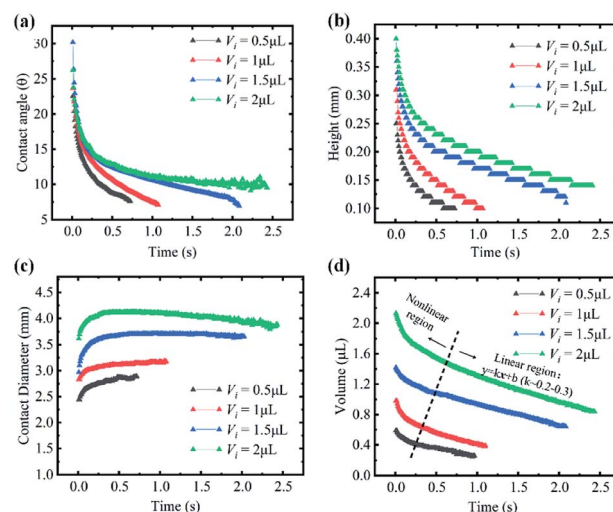 (a)
30
25
20
15
10
5
Contact angle (θ)
0.0 0.5 1.0 1.5 2.0 2.5
Time (s)
V_i = 0.5μL
V_i = 1μL
V_i = 1.5μL
V_i = 2μL
(b)
0.40
0.35
0.30
0.25
0.20
0.15
0.10
Height (mm)
0.0 0.5 1.0 1.5 2.0 2.5
Time (s)
V_i = 0.5μL
V_i = 1μL
V_i = 1.5μL
V_i = 2μL
(c)
4.5
4.0
3.5
3.0
2.5
2.0
1.5
1.0
Contact Diameter (mm)
0.0 0.5 1.0 1.5 2.0 2.5
Time (s)
V_i = 0.5μL
V_i = 1μL
V_i = 1.5μL
V_i = 2μL
(d)
2.4
1.8
1.2
0.6
0.0
Volume (μL)
0.0 0.5 1.0 1.5 2.0 2.5
Time (s)
V_i = 0.5μL
V_i = 1μL
V_i = 1.5μL
V_i = 2μL
Nonlinear
region
Linear region:
y=kx+b (k~0.2-0.3)